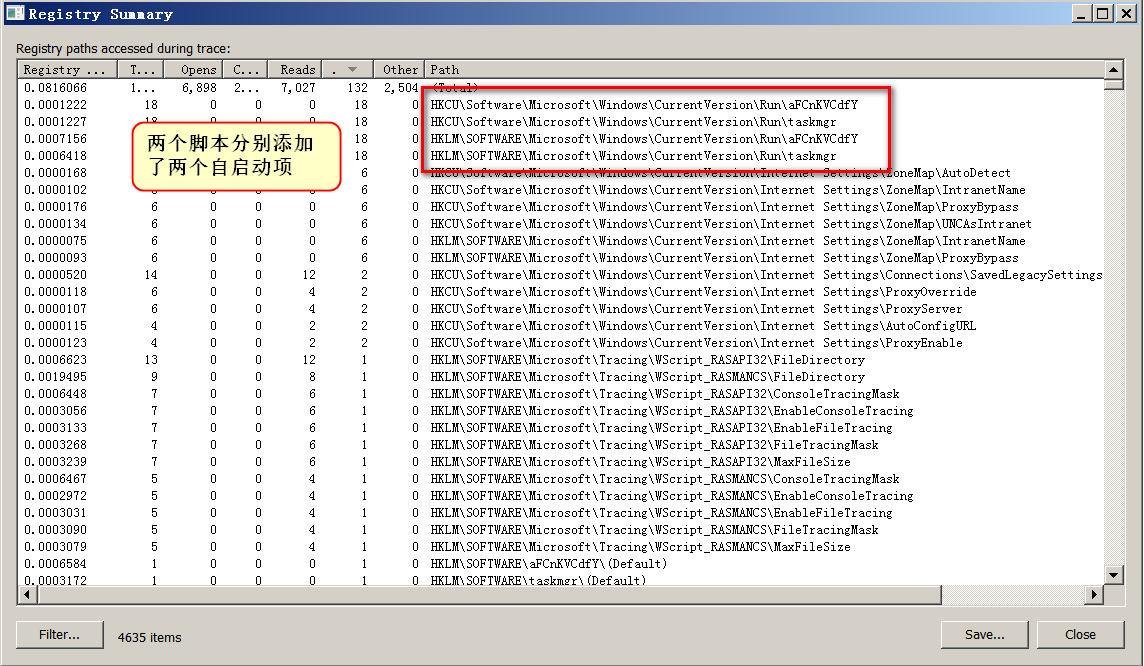 Registry Summary
Registry paths accessed during trace:
Registry ... T... Opens C... Reads . Other Path
0.0816066 1... 6,898 2... 7,027 132 2,504 (Total)
0.0001222 18 0 0 0 18 0 HKCU\Software\Microsoft\Windows\CurrentVersion\Run\aFCnKVCdfY
0.0001227 18 0 HKCU\Software\Microsoft\Windows\CurrentVersion\Run\taskmgr
0.0007156 18 0 HKLM\SOFTWARE\Microsoft\Windows\CurrentVersion\Run\aFCnKVCdfY
0.0006418 18 0 HKLM\SOFTWARE\Microsoft\Windows\CurrentVersion\Run\taskmgr
两个脚本分别添加
了两个自启动项
0.0000168 6 0 HKCU\Software\Microsoft\Windows\CurrentVersion\Internet Settings\ZoneMap\AutoDetect
0.0000102 6 0 0 0 6 0 HKCU\Software\Microsoft\Windows\CurrentVersion\Internet Settings\ZoneMap\IntranetName
0.0000176 6 0 0 0 6 0 HKCU\Software\Microsoft\Windows\CurrentVersion\Internet Settings\ZoneMap\ProxyBypass
0.0000134 6 0 0 0 6 0 HKCU\Software\Microsoft\Windows\CurrentVersion\Internet Settings\ZoneMap\UNCAsIntranet
0.0000075 6 0 0 0 6 0 HKLM\SOFTWARE\Microsoft\Windows\CurrentVersion\Internet Settings\ZoneMap\IntranetName
0.0000093 6 0 0 0 6 0 HKLM\SOFTWARE\Microsoft\Windows\CurrentVersion\Internet Settings\ZoneMap\ProxyBypass
0.0000520 14 0 0 12 2 0 HKCU\Software\Microsoft\Windows\CurrentVersion\Internet Settings\Connections\SavedLegacySettings
0.0000118 6 0 0 4 2 0 HKCU\Software\Microsoft\Windows\CurrentVersion\Internet Settings\ProxyOverride
0.0000107 6 0 0 4 2 0 HKCU\Software\Microsoft\Windows\CurrentVersion\Internet Settings\ProxyServer
0.0000115 4 0 0 2 2 0 HKCU\Software\Microsoft\Windows\CurrentVersion\Internet Settings\AutoConfigURL
0.0000123 4 0 0 2 2 0 HKCU\Software\Microsoft\Windows\CurrentVersion\Internet Settings\ProxyEnable
0.0006623 13 0 0 12 1 0 HKLM\SOFTWARE\Microsoft\Tracing\WScript_RASAPI32\FileDirectory
0.0019495 9 0 0 8 1 0 HKLM\SOFTWARE\Microsoft\Tracing\WScript_RASMANCS\FileDirectory
0.0006448 7 0 0 6 1 0 HKLM\SOFTWARE\Microsoft\Tracing\WScript_RASAPI32\ConsoleTracingMask
0.0003056 7 0 0 6 1 0 HKLM\SOFTWARE\Microsoft\Tracing\WScript_RASAPI32\EnableConsoleTracing
0.0003133 7 0 0 6 1 0 HKLM\SOFTWARE\Microsoft\Tracing\WScript_RASAPI32\EnableFileTracing
0.0003268 7 0 0 6 1 0 HKLM\SOFTWARE\Microsoft\Tracing\WScript_RASAPI32\FileTracingMask
0.0003239 7 0 0 6 1 0 HKLM\SOFTWARE\Microsoft\Tracing\WScript_RASAPI32\MaxFileSize
0.0006467 5 0 0 4 1 0 HKLM\SOFTWARE\Microsoft\Tracing\WScript_RASMANCS\ConsoleTracingMask
0.0002972 5 0 0 4 1 0 HKLM\SOFTWARE\Microsoft\Tracing\WScript_RASMANCS\EnableConsoleTracing
0.0003031 5 0 0 4 1 0 HKLM\SOFTWARE\Microsoft\Tracing\WScript_RASMANCS\EnableFileTracing
0.0003090 5 0 0 4 1 0 HKLM\SOFTWARE\Microsoft\Tracing\WScript_RASMANCS\FileTracingMask
0.0003079 5 0 0 4 1 0 HKLM\SOFTWARE\Microsoft\Tracing\WScript_RASMANCS\MaxFileSize
0.0006584 1 0 0 0 1 0 HKLM\SOFTWARE\aFCnKVCdfY\(Default)
0.0003172 1 0 0 0 1 0 HKLM\SOFTWARE\taskmgr\(Default)
Filter... 4635 items Save... Close